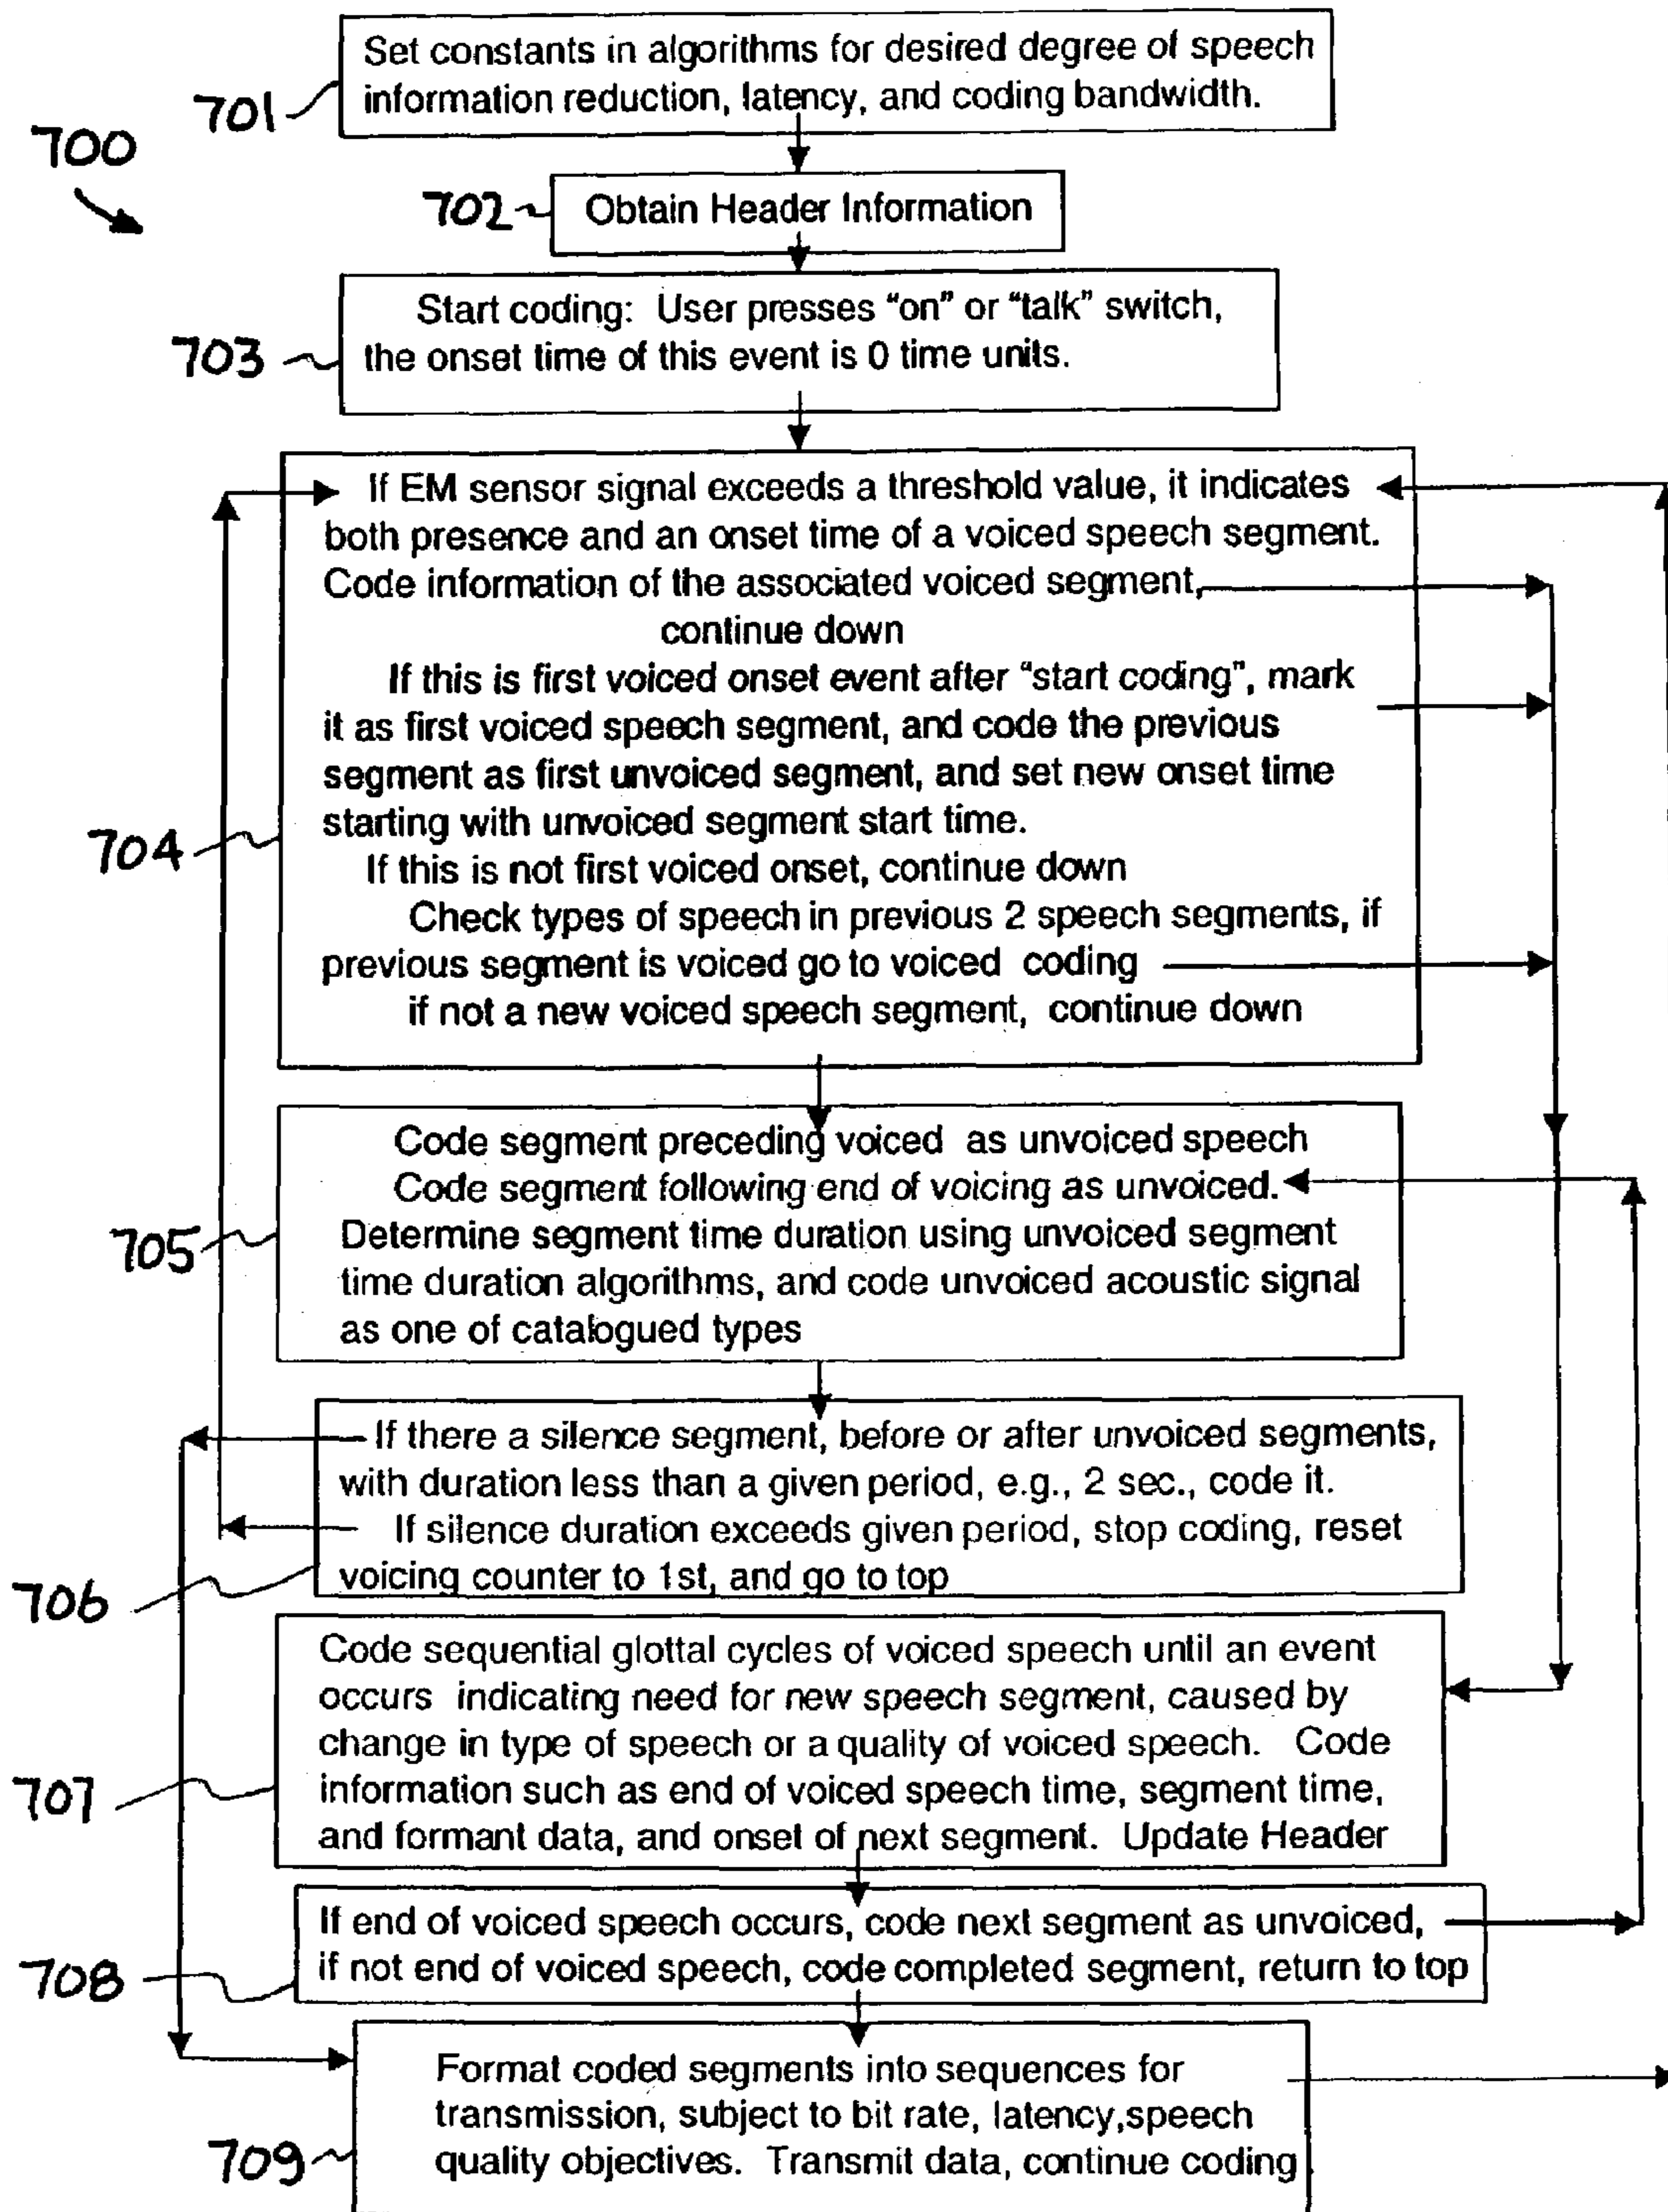 Set constants in algorithms for desired degree of speech
information reduction, latency, and coding bandwidth.
701
700
702
Obtain Header Information
Start coding: User presses “on” or “talk” switch,
the onset time of this event is 0 time units.
703
If EM sensor signal exceeds a threshold value, it indicates
both presence and an onset time of a voiced speech segment.
Code information of the associated voiced segment,
continue down
If this is first voiced onset event after “start coding”, mark
it as first voiced speech segment, and code the previous
segment as first unvoiced segment, and set new onset time
starting with unvoiced segment start time.
704
If this is not first voiced onset, continue down
Check types of speech in previous 2 speech segments, if
previous segment is voiced go to voiced coding
if not a new voiced speech segment, continue down
Code segment preceding voiced as unvoiced speech
Code segment following end of voicing as unvoiced.
Determine segment time duration using unvoiced segment
time duration algorithms, and code unvoiced acoustic signal
as one of catalogued types
705
If there a silence segment, before or after unvoiced segments,
with duration less than a given period, e.g., 2 sec., code it.
If silence duration exceeds given period, stop coding, reset
voicing counter to 1st, and go to top
706
Code sequential glottal cycles of voiced speech until an event
occurs indicating need for new speech segment, caused by
change in type of speech or a quality of voiced speech. Code
information such as end of voiced speech time, segment time,
and formant data, and onset of next segment. Update Header
707
If end of voiced speech occurs, code next segment as unvoiced,
if not end of voiced speech, code completed segment, return to top
708
Format coded segments into sequences for
transmission, subject to bit rate, latency,speech
quality objectives. Transmit data, continue coding
709